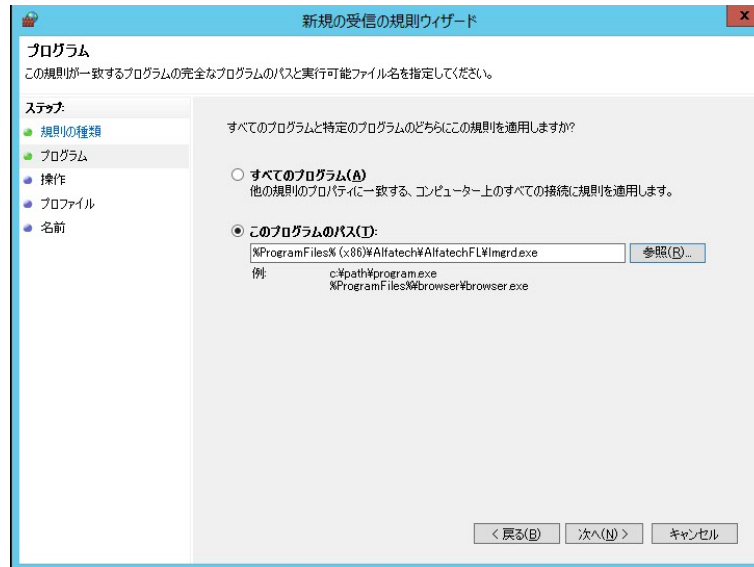 新規の受信の規則ウィザード
x
プログラム
この規則が一致するプログラムの完全なプログラムのパスと実行可能ファイル名を指定してください。
ステップ:
規則の種類
プログラム
操作
プロファイル
名前
すべてのプログラムと特定のプログラムのどちらにこの規則を適用しますか?
すべてのプログラム(A)
他の規則のプロパティに一致する、コンピューター上のすべての接続に規則を適用します。
このプログラムのパス(T):
%ProgramFiles% (x86)¥Alfatech¥AlfatechFL¥lmgrd.exe
参照(R)...
例:
c:¥path¥program.exe
%ProgramFiles%¥browser¥browser.exe
< 戻る(B)
次へ(N) >
キャンセル